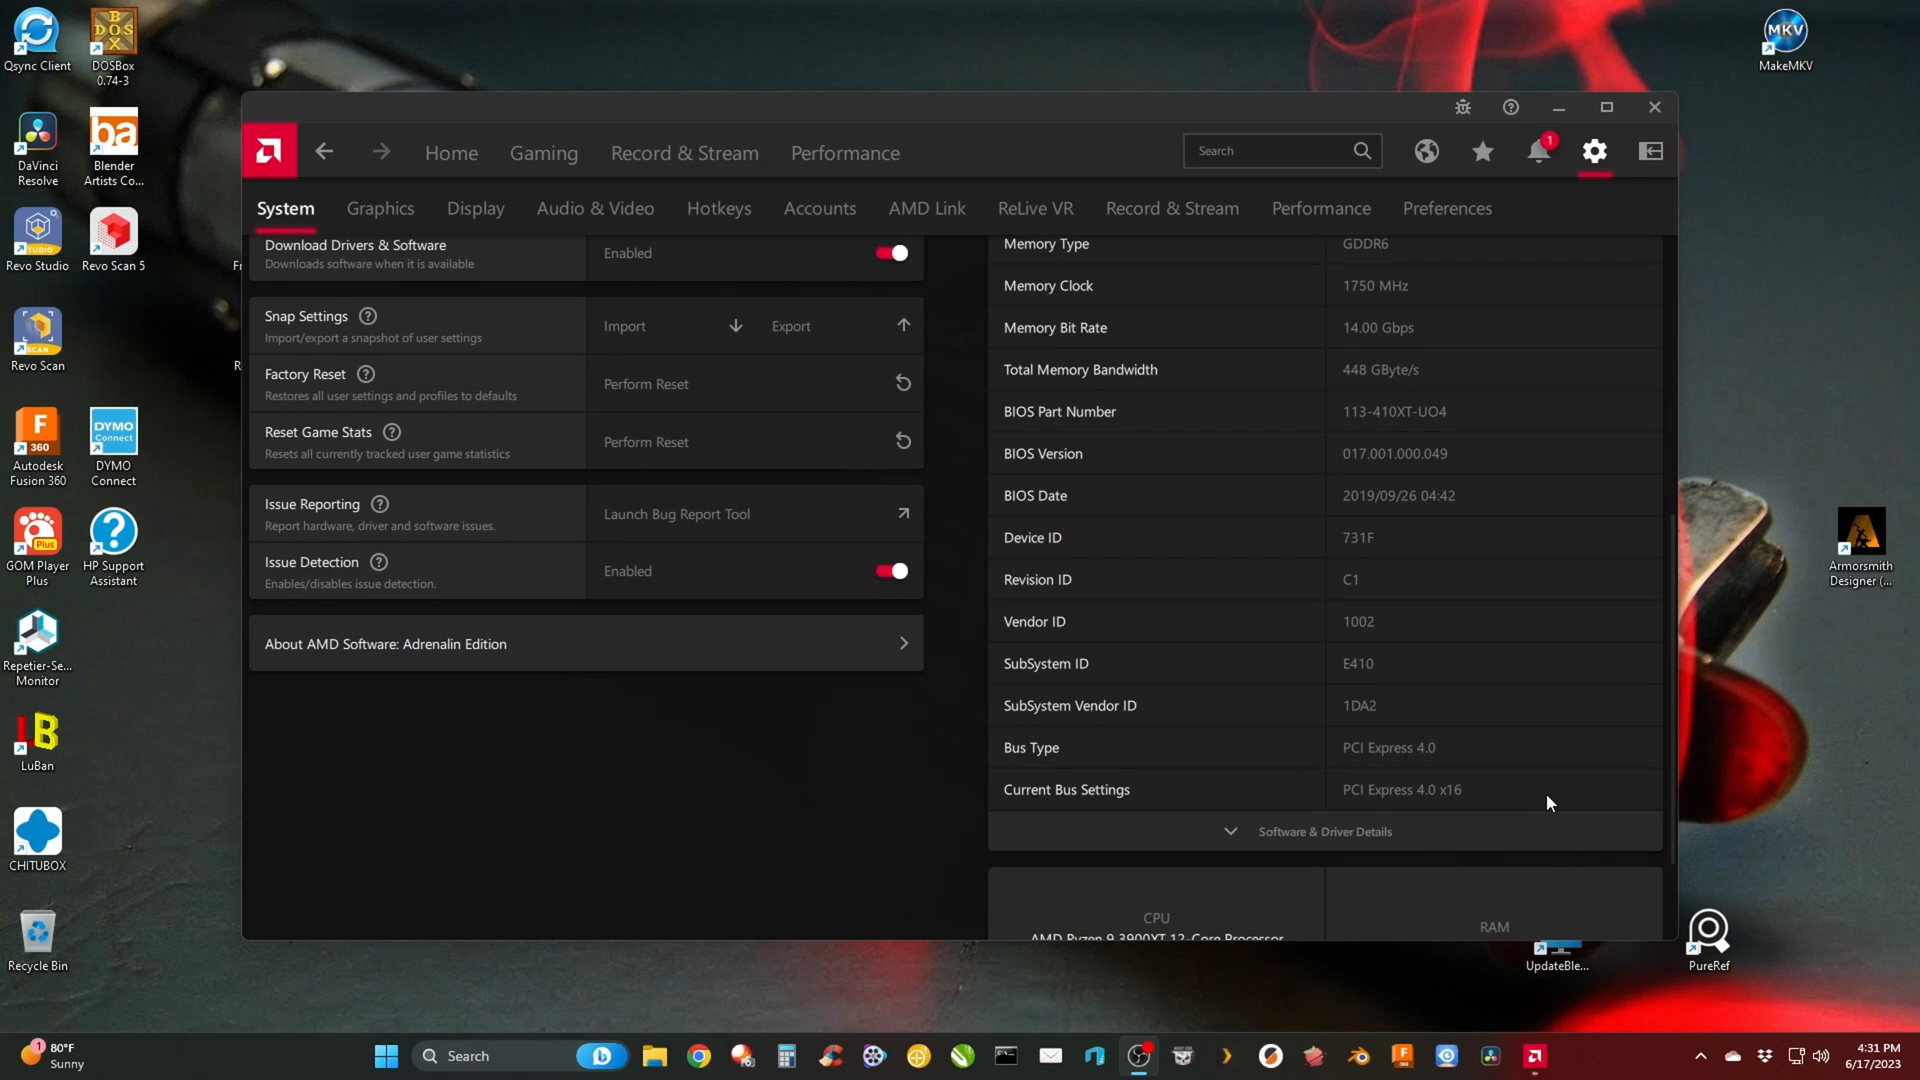 Qsync Client
DOSBox
0.74-3
MakeMKV
DaVinci
Resolve
Blender
Artists Co...
Revo Studio
Revo Scan 5
Revo Scan
Autodesk
Fusion 360
DYMO
Connect
GOM Player
Plus
HP Support
Assistant
Repetier-Se...
Monitor
LuBan
CHITUBOX
Recycle Bin
Armorsmith
Designer (...
UpdateBle...
PureRef
Home
Gaming
Record & Stream
Performance
Search
1
System
Graphics
Display
Audio & Video
Hotkeys
Accounts
AMD Link
ReLive VR
Record & Stream
Performance
Preferences
Download Drivers & Software
Downloads software when it is available
Enabled
Snap Settings
Import/export a snapshot of user settings
Import
Export
Factory Reset
Restores all user settings and profiles to defaults
Perform Reset
Reset Game Stats
Resets all currently tracked user game statistics
Perform Reset
Issue Reporting
Report hardware, driver and software issues.
Launch Bug Report Tool
Issue Detection
Enables/disables issue detection.
Enabled
About AMD Software: Adrenalin Edition
Memory Type
GDDR6
Memory Clock
1750 MHz
Memory Bit Rate
14.00 Gbps
Total Memory Bandwidth
448 GByte/s
BIOS Part Number
113-410XT-UO4
BIOS Version
017.001.000.049
BIOS Date
2019/09/26 04:42
Device ID
731F
Revision ID
C1
Vendor ID
1002
SubSystem ID
E410
SubSystem Vendor ID
1DA2
Bus Type
PCI Express 4.0
Current Bus Settings
PCI Express 4.0 x16
Software & Driver Details
CPU
AMD Ryzen 9 3900XT 12-Core Processor
RAM
1
80°F
Sunny
Search
4:31 PM
6/17/2023